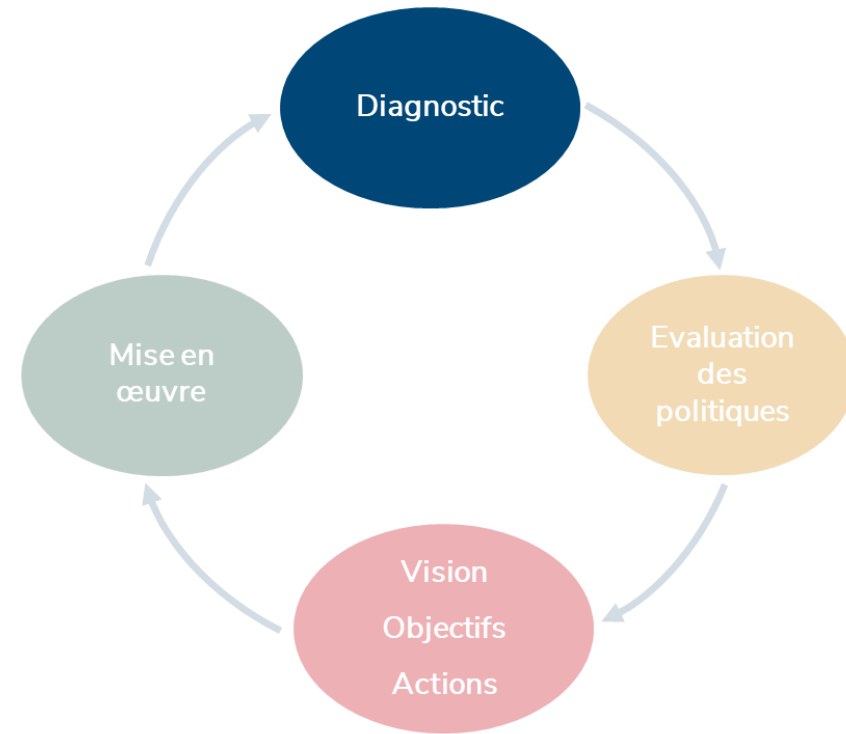 Diagnostic
Evaluation
des
politiques
Vision
Objectifs
Actions
Mise en
œuvre